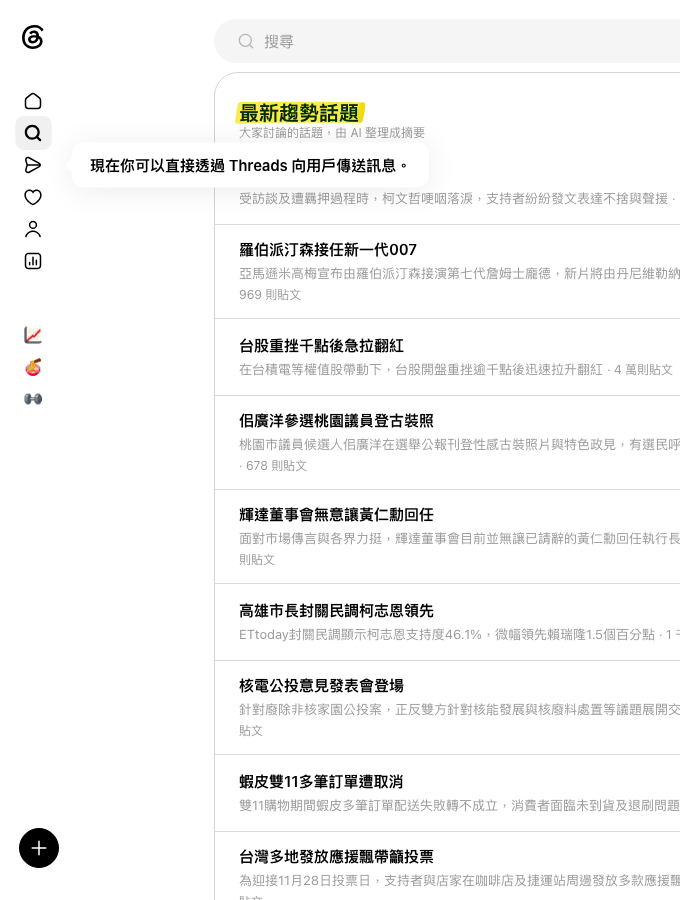 搜尋
最新趨勢話題
大家討論的話題，由 AI 整理成摘要
現在你可以直接透過 Threads 向用戶傳送訊息。
受訪談及遭羈押過程時，柯文哲哽咽落淚，支持者紛紛發文表達不捨與聲援 ·
羅伯派汀森接任新一代007
亞馬遜米高梅宣布由羅伯派汀森接演第七代詹姆士龐德，新片將由丹尼維勒納
969 則貼文
台股重挫千點後急拉翻紅
在台積電等權值股帶動下，台股開盤重挫逾千點後迅速拉升翻紅 · 4 萬則貼文
佀廣洋參選桃園議員登古裝照
桃園市議員候選人佀廣洋在選舉公報刊登性感古裝照片與特色政見，有選民呼
· 678 則貼文
輝達董事會無意讓黃仁勳回任
面對市場傳言與各界力挺，輝達董事會目前並無讓已請辭的黃仁勳回任執行長
則貼文
高雄市長封關民調柯志恩領先
ETtoday封關民調顯示柯志恩支持度46.1%，微幅領先賴瑞隆1.5個百分點 · 1
核電公投意見發表會登場
針對廢除非核家園公投案，正反雙方針對核能發展與核廢料處置等議題展開交
貼文
蝦皮雙11多筆訂單遭取消
雙11購物期間蝦皮多筆訂單配送失敗轉不成立，消費者面臨未到貨及退刷問題
台灣多地發放應援飄帶籲投票
為迎接11月28日投票日，支持者與店家在咖啡店及捷運站周邊發放多款應援飄